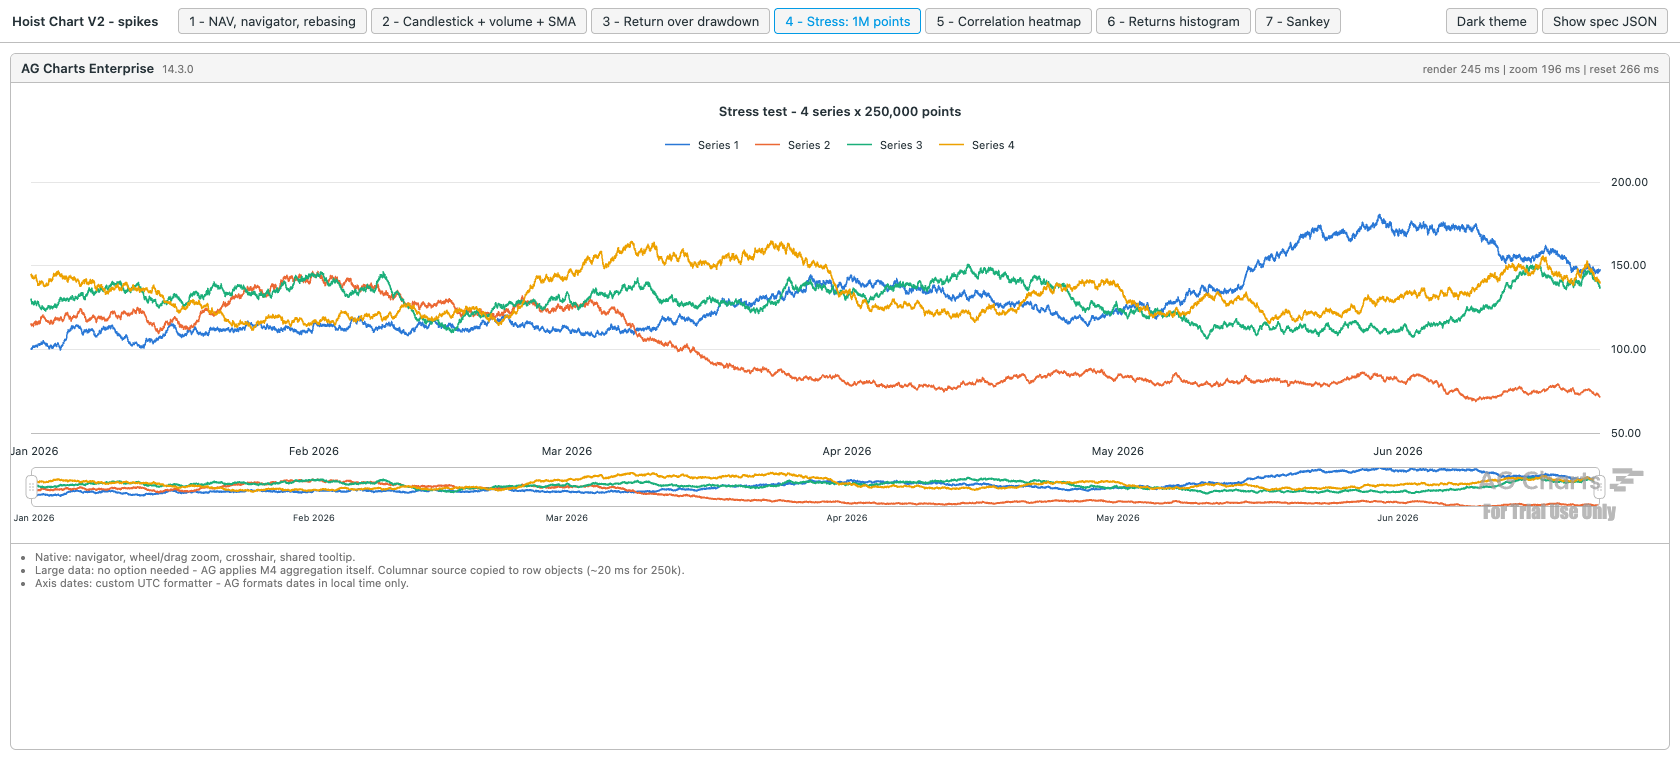 Hoist Chart V2 - spikes
1 - NAV, navigator, rebasing
2 - Candlestick + volume + SMA
3 - Return over drawdown
4 - Stress: 1M points
5 - Correlation heatmap
6 - Returns histogram
7 - Sankey
Dark theme
Show spec JSON
AG Charts Enterprise 14.3.0
render 245 ms | zoom 196 ms | reset 266 ms
Stress test - 4 series x 250,000 points
Series 1
Series 2
Series 3
Series 4
200.00
150.00
100.00
50.00
Jan 2026
Feb 2026
Mar 2026
Apr 2026
May 2026
Jun 2026
AG Charts
For Trial Use Only
Jan 2026
Feb 2026
Mar 2026
Apr 2026
May 2026
Jun 2026
Native: navigator, wheel/drag zoom, crosshair, shared tooltip.
Large data: no option needed - AG applies M4 aggregation itself. Columnar source copied to row objects (~20 ms for 250k).
Axis dates: custom UTC formatter - AG formats dates in local time only.